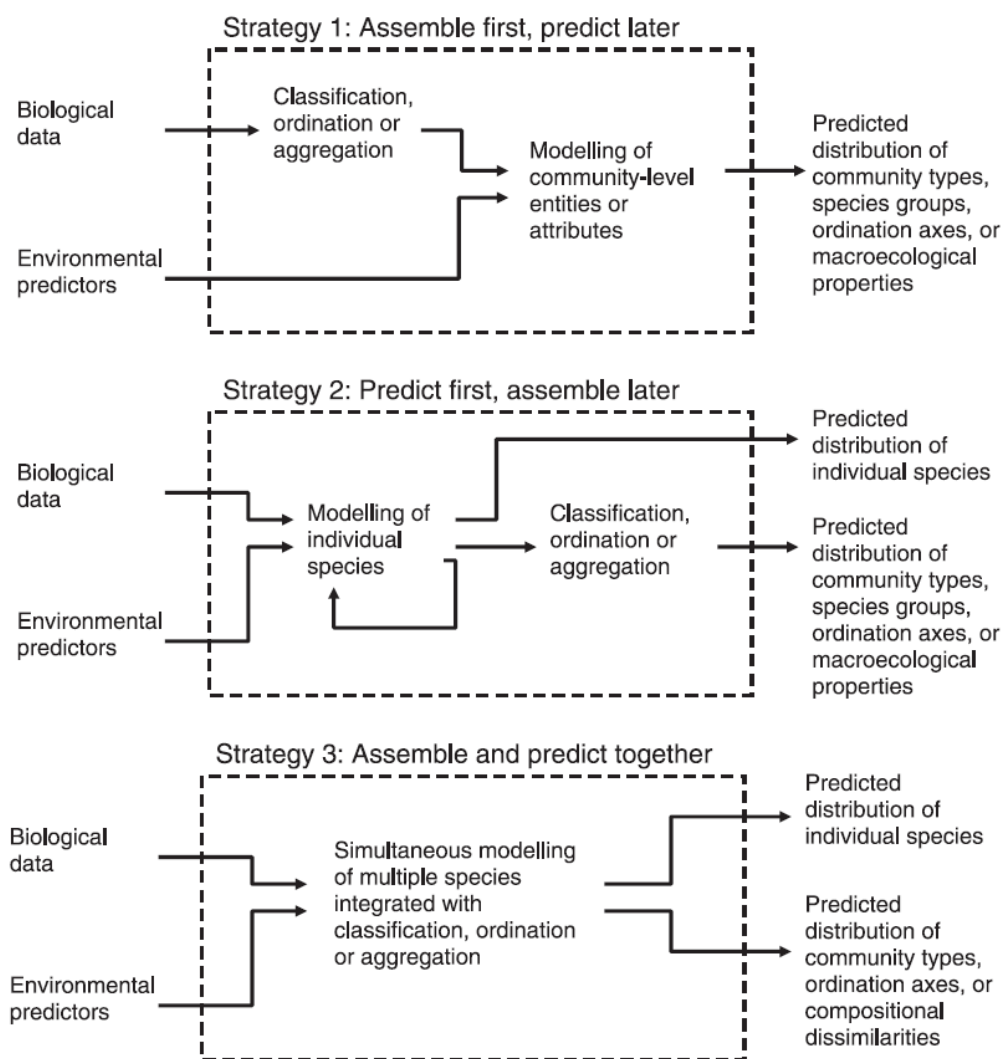 Strategy 1: Assemble first, predict later
Biological
data
Classification,
ordination or
aggregation
Environmental
predictors
Modelling of
community-level
entities or
attributes
Predicted
distribution of
community types,
species groups,
ordination axes, or
macroecological
properties
Strategy 2: Predict first, assemble later
Biological
data
Environmental
predictors
Modelling of
individual
species
Classification,
ordination or
aggregation
Predicted
distribution of
individual species
Predicted
distribution of
community types,
species groups,
ordination axes, or
macroecological
properties
Strategy 3: Assemble and predict together
Biological
data
Environmental
predictors
Simultaneous modelling
of multiple species
integrated with
classification, ordination
or aggregation
Predicted
distribution of
individual species
Predicted
distribution of
community types,
ordination axes, or
compositional
dissimilarities